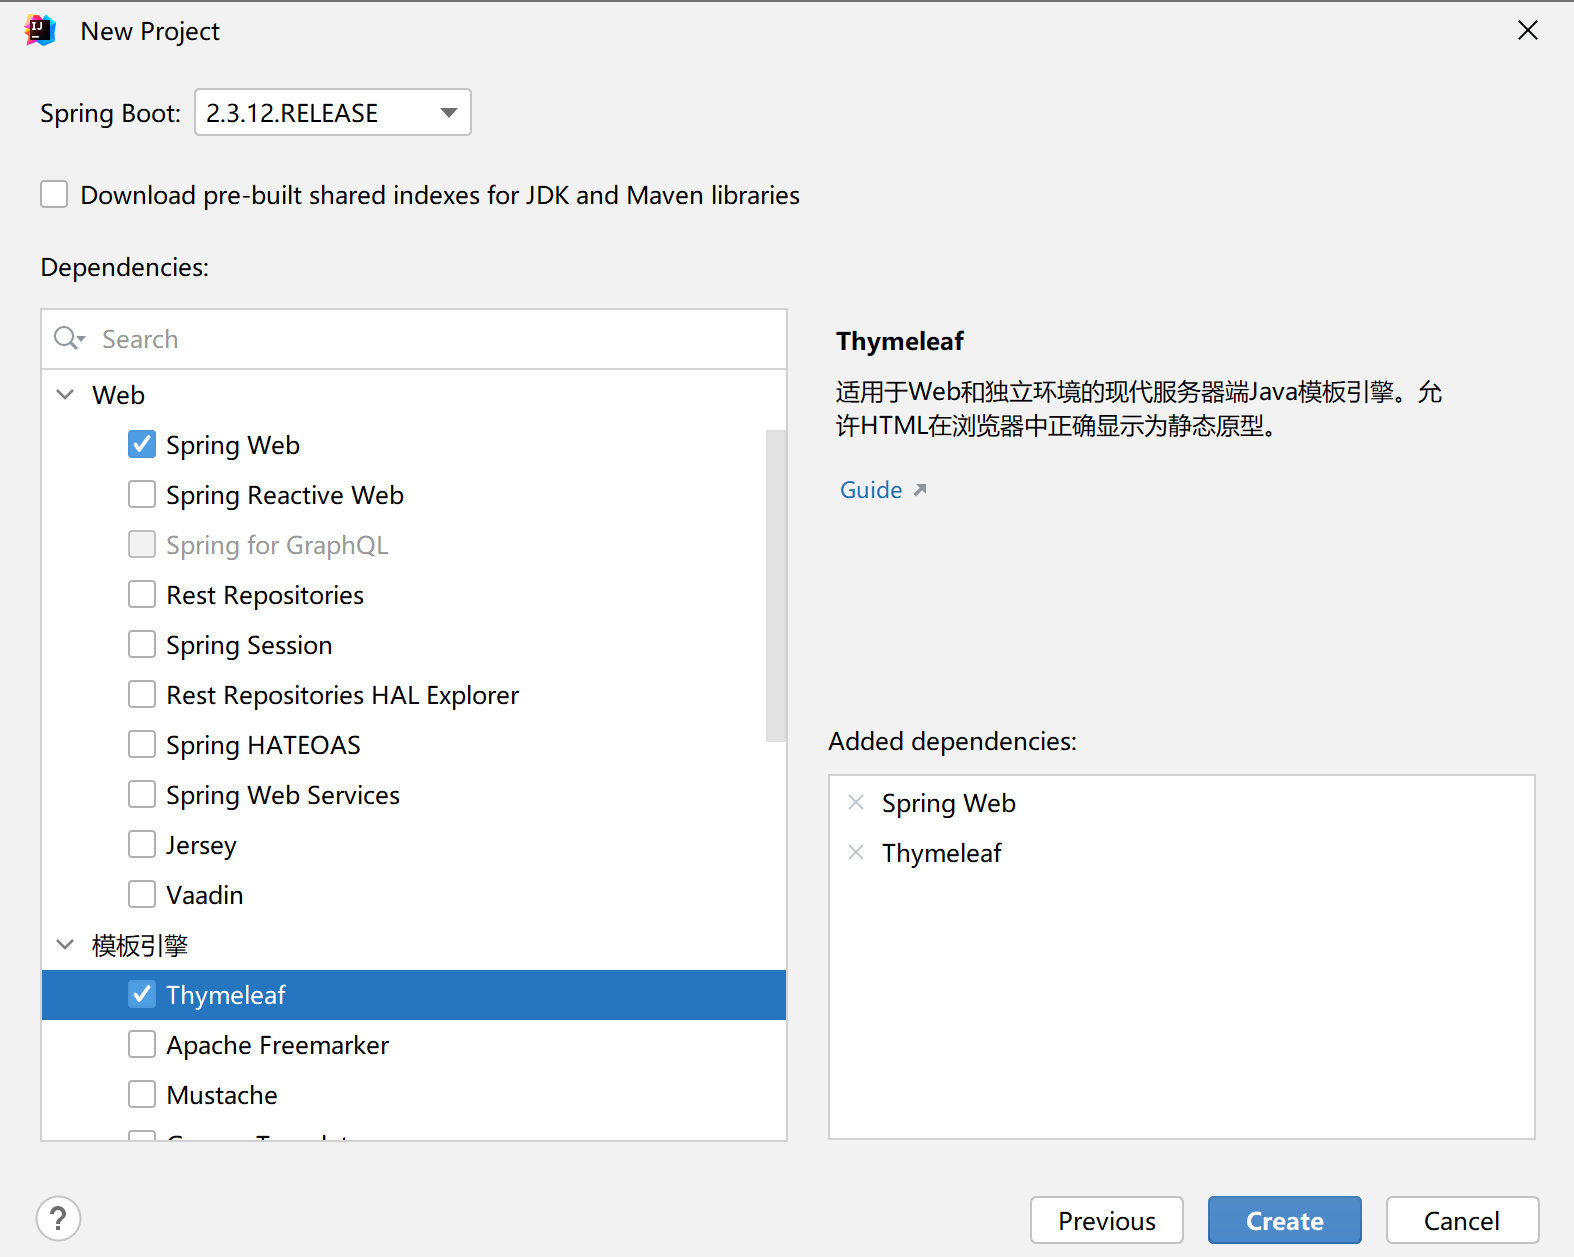 New Project
Spring Boot: 2.3.12.RELEASE
Download pre-built shared indexes for JDK and Maven libraries
Dependencies:
Search
Web
Spring Web
Spring Reactive Web
Spring for GraphQL
Rest Repositories
Spring Session
Rest Repositories HAL Explorer
Spring HATEOAS
Spring Web Services
Jersey
Vaadin
模板引擎
Thymeleaf
Apache Freemarker
Mustache
Thymeleaf
适用于Web和独立环境的现代服务器端Java模板引擎。允
许HTML在浏览器中正确显示为静态原型。
Guide
Added dependencies:
Spring Web
Thymeleaf
?
Previous
Create
Cancel